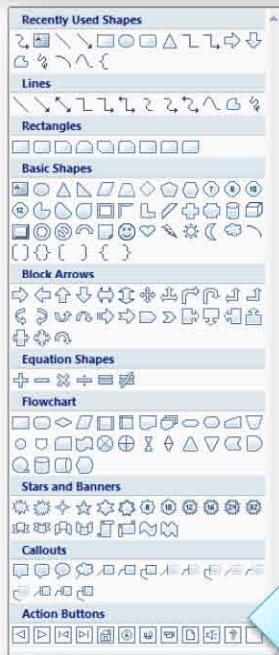 Recently Used Shapes
Lines
Rectangles
Basic Shapes
Block Arrows
Equation Shapes
Flowchart
Stars and Banners
Callouts
Action Buttons